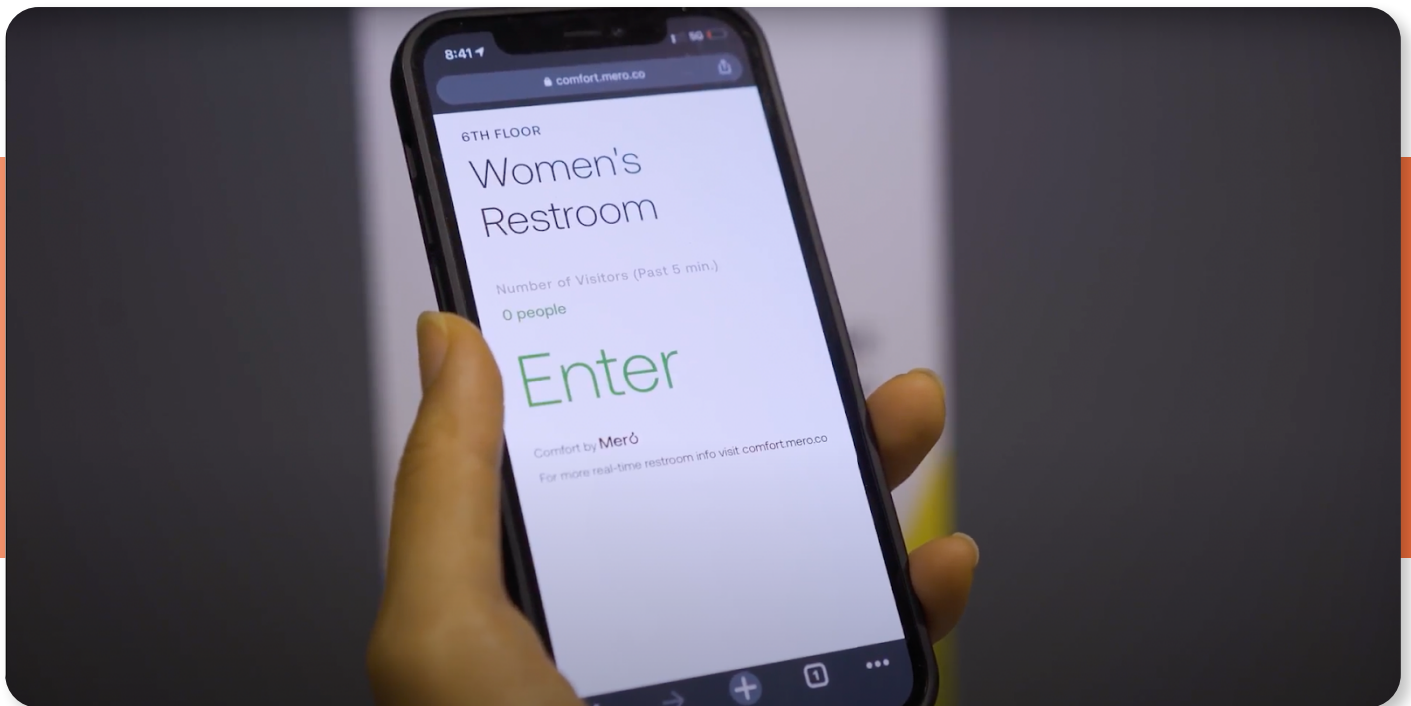 8:41
5G
comfort.mero.co
6TH FLOOR
Women's
Restroom
Number of Visitors (Past 5 min.)
0 people
Enter
Comfort by Meró
For more real-time restroom info visit comfort.mero.co
1